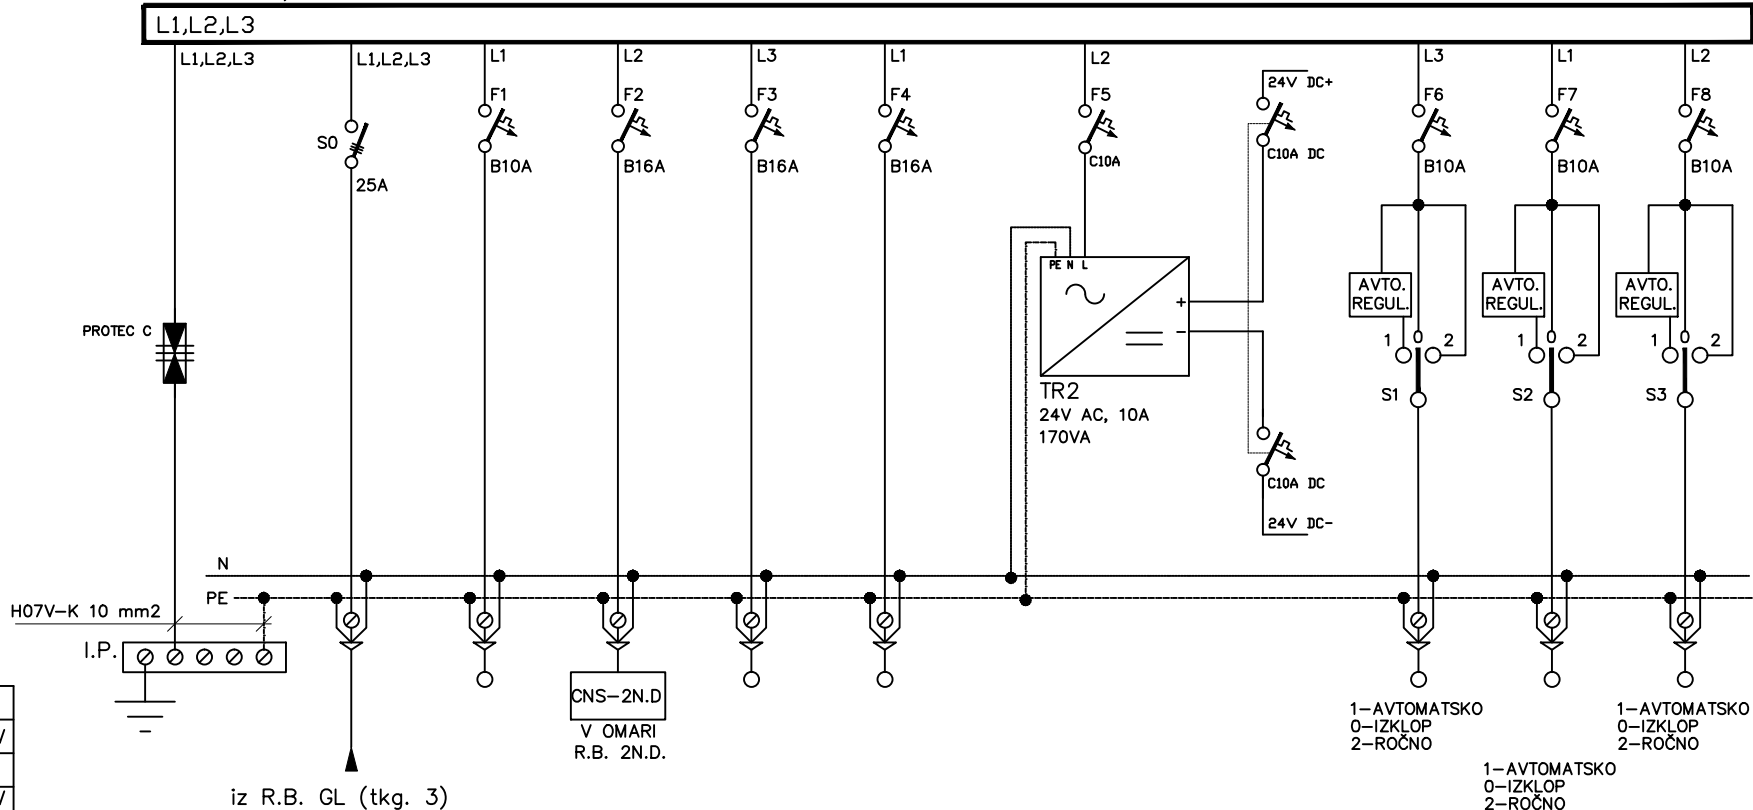 L1,L2,L3
L1,L2,L3
L1,L2,L3
L1
L2
L3
L1
L2
L3
L1
L2
24V DC+
F1
F2
F3
F4
F5
F6
F7
F8
S0
25A
B10A
B16A
B16A
B16A
C10A
C10A DC
B10A
B10A
B10A
PE N L
+
-
AVTO.
REGUL.
AVTO.
REGUL.
AVTO.
REGUL.
PROTEC C
1
0
2
1
0
2
1
0
2
S1
S2
S3
TR2
24V AC, 10A
170VA
C10A DC
24V DC-
N
PE
H07V-K 10 mm2
I.P.
CNS-2N.D
V OMARI
R.B. 2N.D.
1-AVTOMATSKO
0-IZKLOP
2-ROČNO
1-AVTOMATSKO
0-IZKLOP
2-ROČNO
1-AVTOMATSKO
0-IZKLOP
2-ROČNO
iz R.B. GL (tkg. 3)